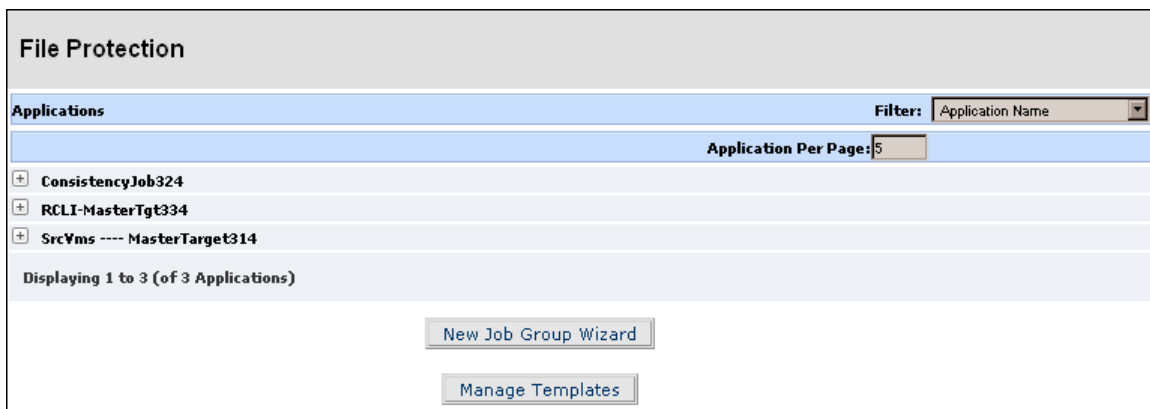 File Protection
Applications Filter: Application Name
Application Per Page: 5
ConsistencyJob324
RCLI-MasterTgt334
SrcVms ---- MasterTarget314
Displaying 1 to 3 (of 3 Applications)
New Job Group Wizard
Manage Templates